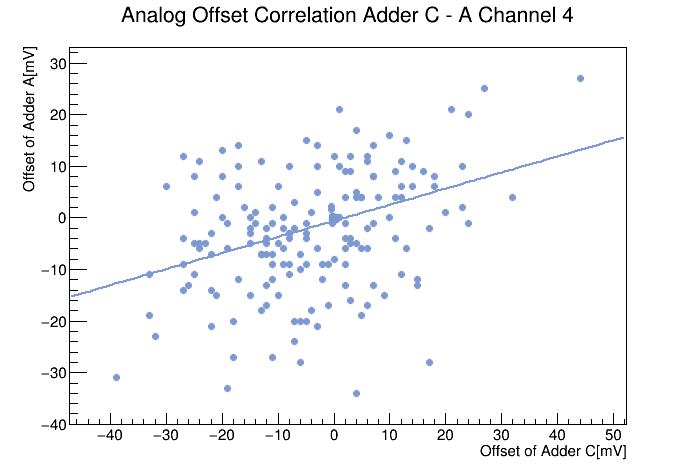 Analog Offset Correlation Adder C - A Channel 4
Offset of Adder A[mV]
30
20
10
0
−10
−20
−30
−40
−40 −30 −20 −10 0 10 20 30 40 50
Offset of Adder C[mV]